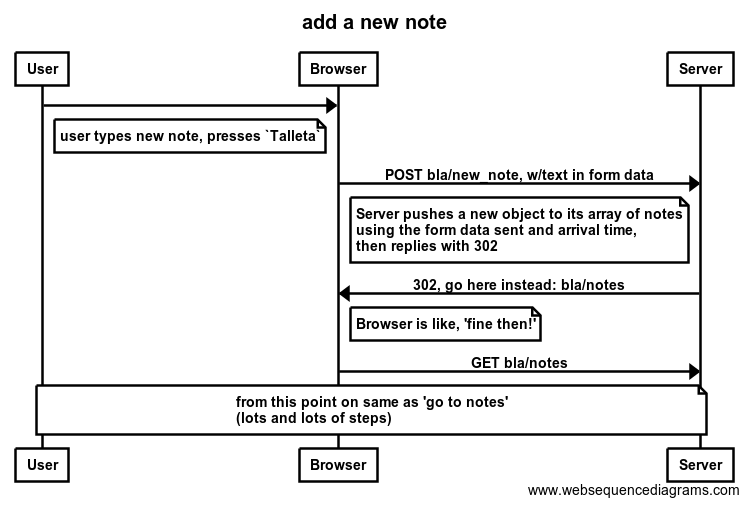 add a new note
User Browser Server
user types new note, presses `Talleta`
POST bla/new_note, w/text in form data
Server pushes a new object to its array of notes
using the form data sent and arrival time,
then replies with 302
302, go here instead: bla/notes
Browser is like, 'fine then!'
GET bla/notes
from this point on same as 'go to notes'
(lots and lots of steps)
User Browser Server
www.websequencediagrams.com